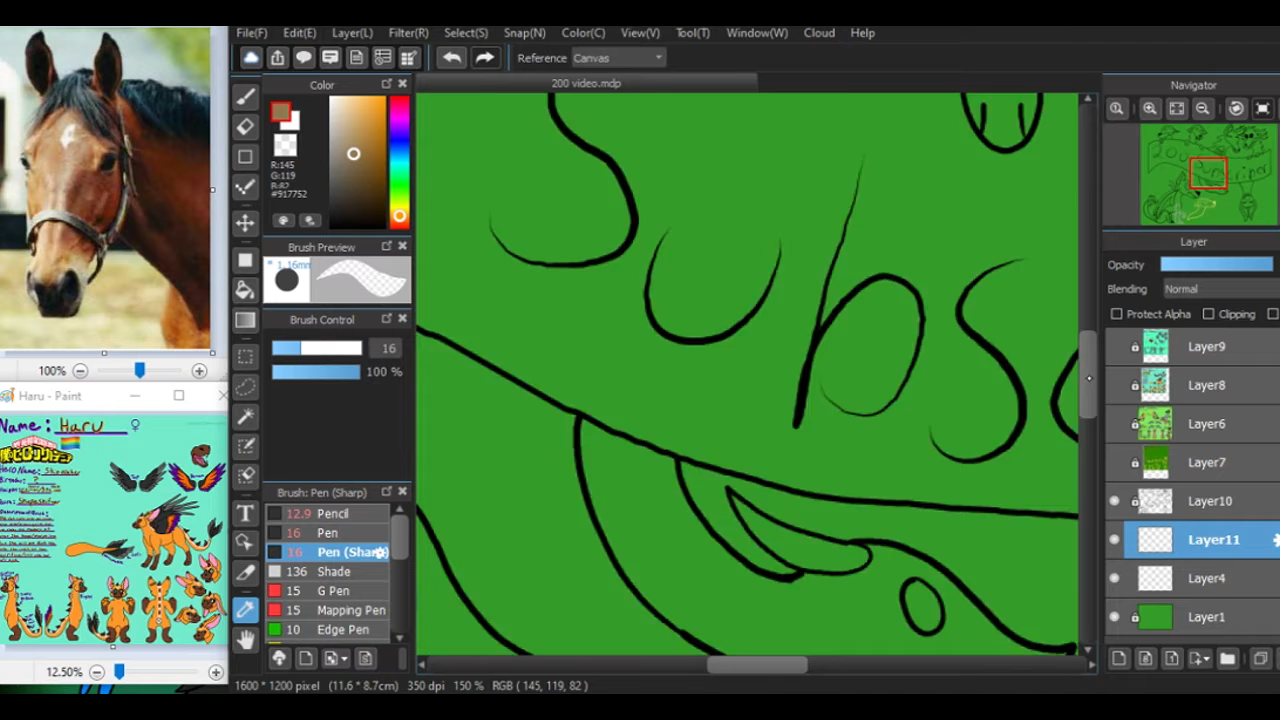 File(F) Edit(E) Layer(L) Filter(R) Select(S) Snap(N) Color(C) View(V) Tool(T) Window(W) Cloud Help
Reference Canvas
Color
200 video.mdp
Navigator
R:145
G:119
#917752
Brush Preview
1.16mm
Layer
Opacity
Blending Normal
Protect Alpha Clipping
Brush Control
16
100 %
Layer9
Layer8
Layer6
Layer7
Layer10
Layer11
Layer4
Layer1
S u b s
100%
Haru - Paint
Name: Haru
Brush: Pen (Sharp)
12.9 Pencil
16 Pen
16 Pen (Sharp)
136 Shade
15 G Pen
15 Mapping Pen
10 Edge Pen
12.50%
1600 * 1200 pixel (11.6 * 8.7cm) 350 dpi 150 % RGB ( 145, 119, 82 )